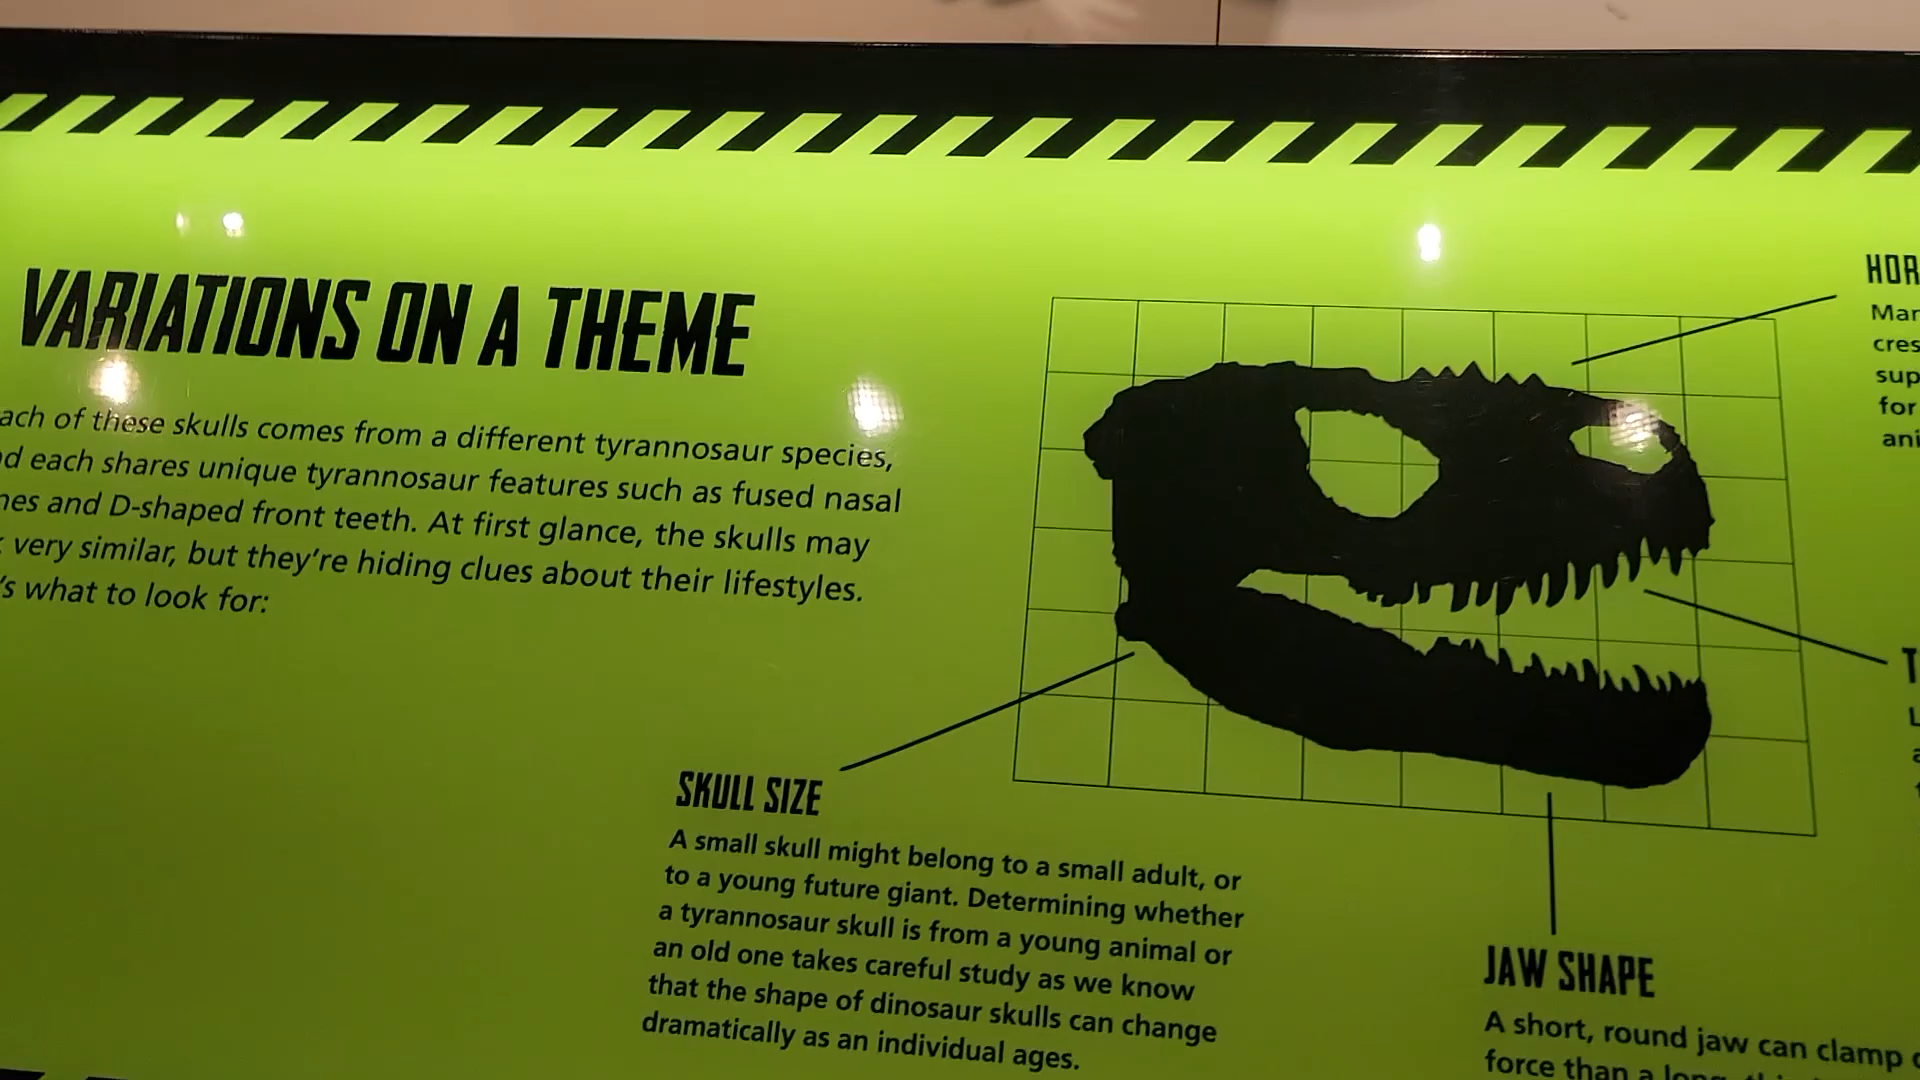 VARIATIONS ON A THEME
ach of these skulls comes from a different tyrannosaur species,
d each shares unique tyrannosaur features such as fused nasal
nes and D-shaped front teeth. At first glance, the skulls may
very similar, but they're hiding clues about their lifestyles.
's what to look for:
HOR
Mar
cres
sup
for
ani
SKULL SIZE
A small skull might belong to a small adult, or
to a young future giant. Determining whether
a tyrannosaur skull is from a young animal or
an old one takes careful study as we know
that the shape of dinosaur skulls can change
dramatically as an individual ages.
T
L
a
JAW SHAPE
A short, round jaw can clamp
force than a long,